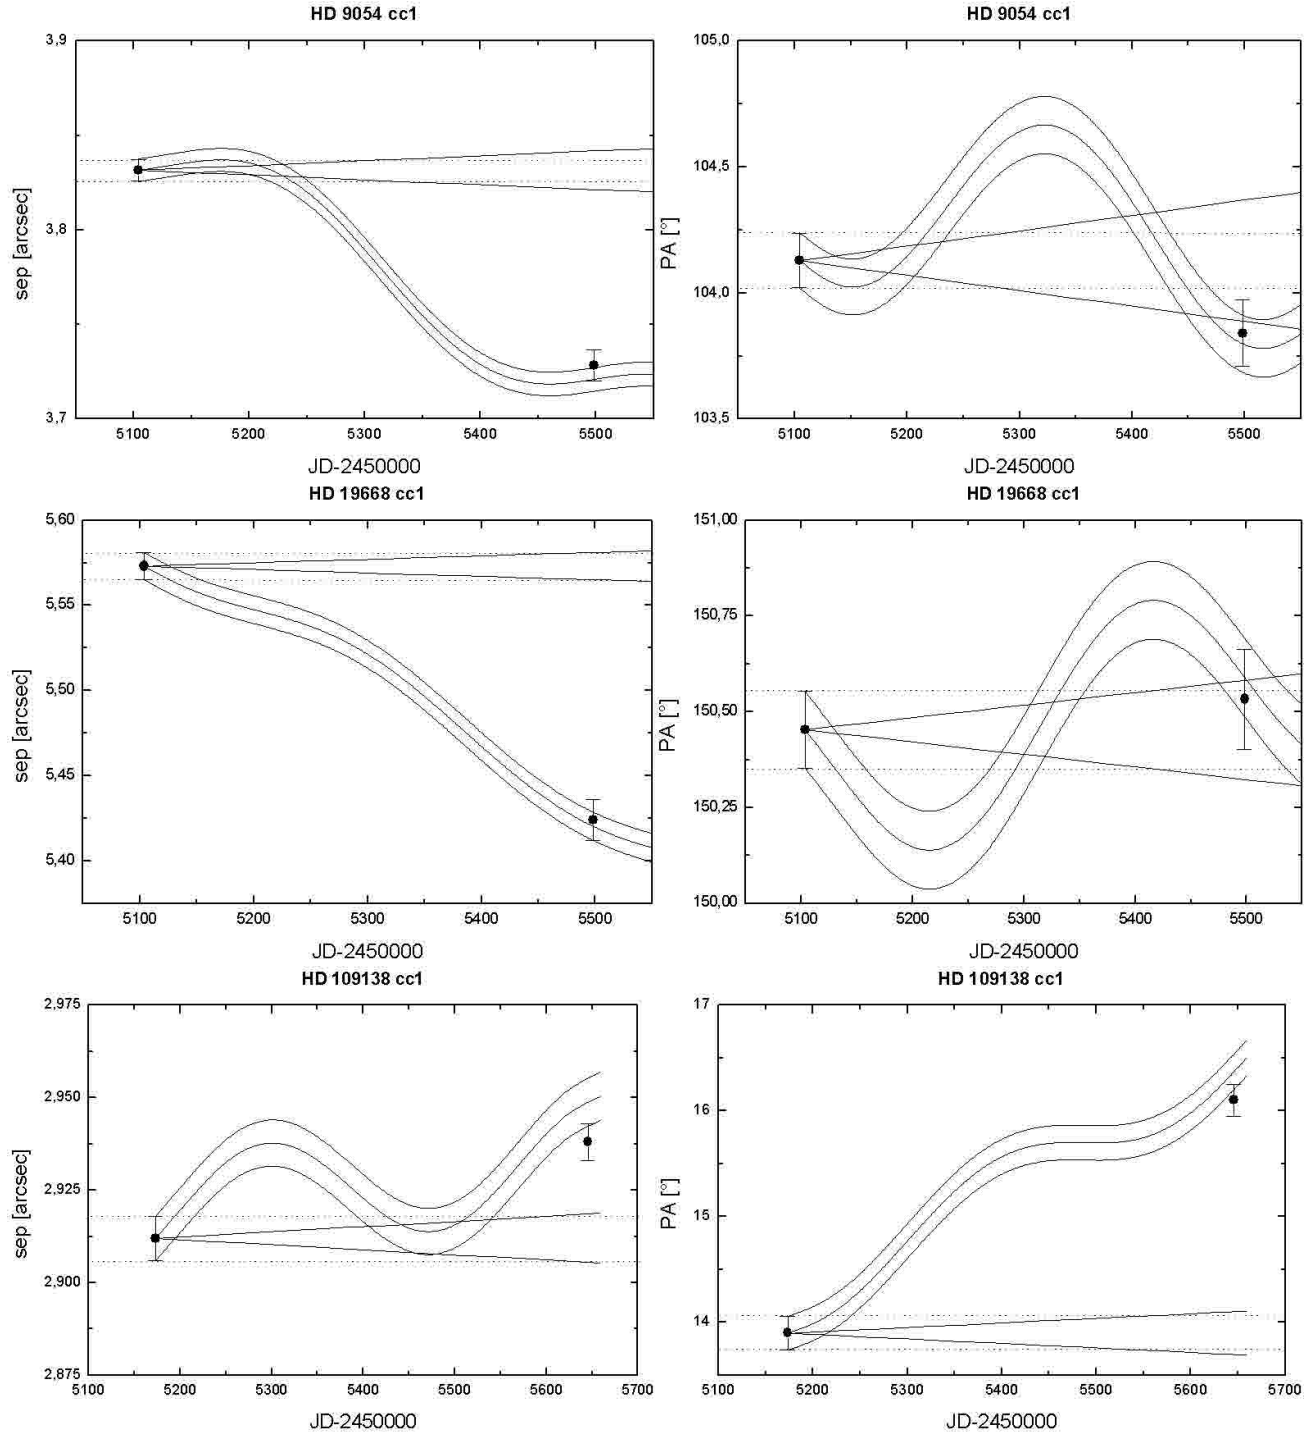 HD 9054 cc1
3,9
3,8
3,7
sep [arcsec]
5100 5200 5300 5400 5500
JD-2450000
HD 9054 cc1
105,0
104,5
104,0
103,5
PA [°]
5100 5200 5300 5400 5500
JD-2450000
HD 19668 cc1
5,60
5,55
5,50
5,45
5,40
sep [arcsec]
5100 5200 5300 5400 5500
JD-2450000
HD 19668 cc1
151,00
150,75
150,50
150,25
150,00
PA [°]
5100 5200 5300 5400 5500
JD-2450000
HD 109138 cc1
2,975
2,950
2,925
2,900
2,875
sep [arcsec]
5100 5200 5300 5400 5500 5600 5700
JD-2450000
HD 109138 cc1
17
16
15
14
PA [°]
5100 5200 5300 5400 5500 5600 5700
JD-2450000